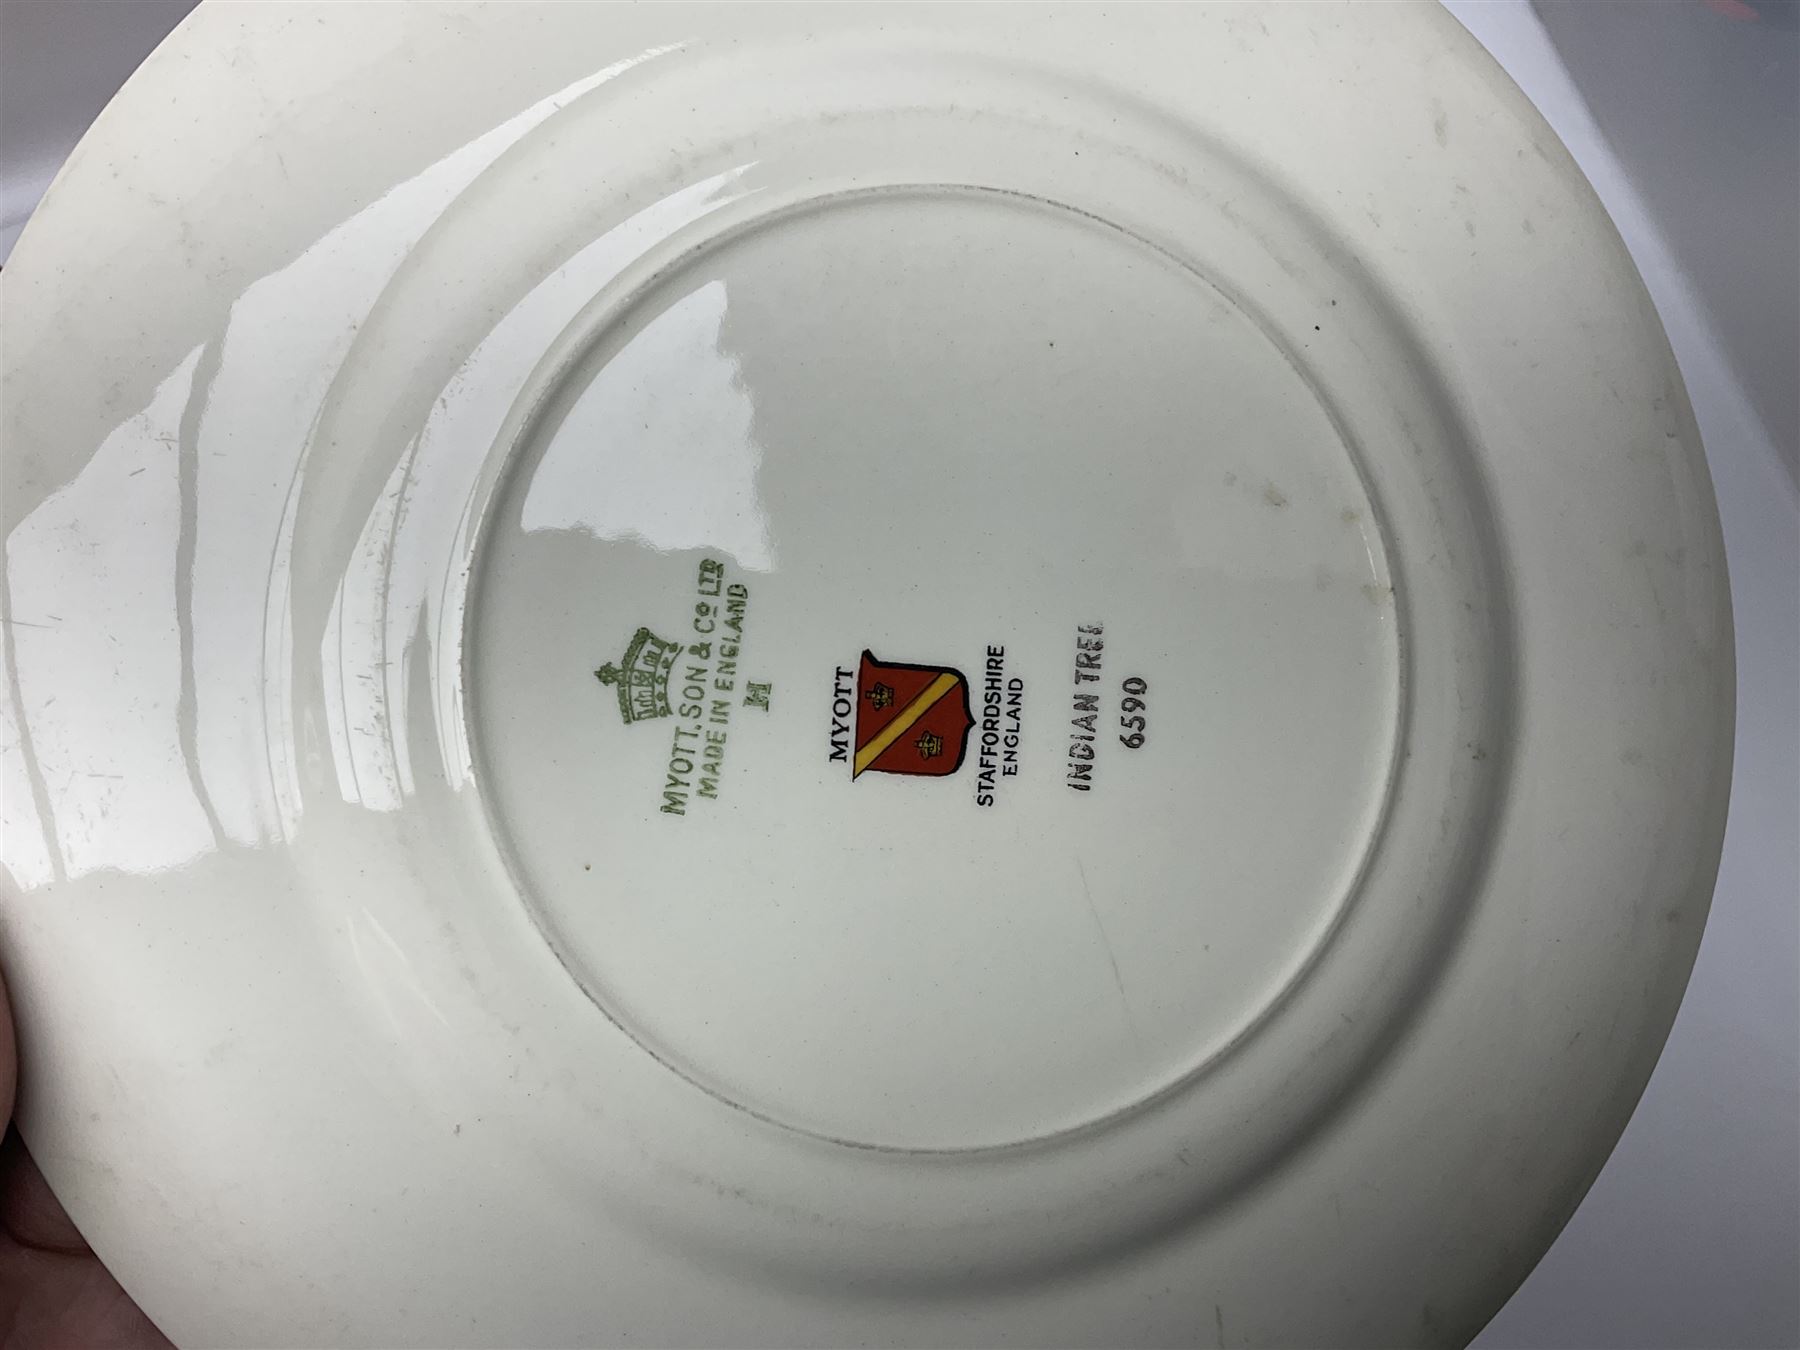 MYOTT, SON & CO LTD
MADE IN ENGLAND
H
MYOTT
STAFFORDSHIRE
ENGLAND
INDIAN TREE
6590